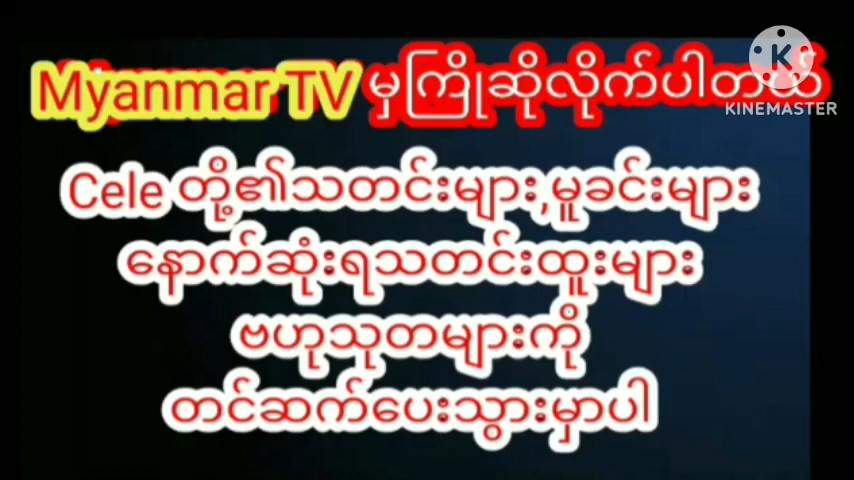 Myanmar TV မှကြိုဆိုလိုက်ပါတယ်
KINEMASTER
Cele တို့၏သတင်းများ,မူခင်းများ
နောက်ဆုံးရသတင်းထူးများ
ဗဟုသုတများကို
တင်ဆက်ပေးသွားမှာပါ